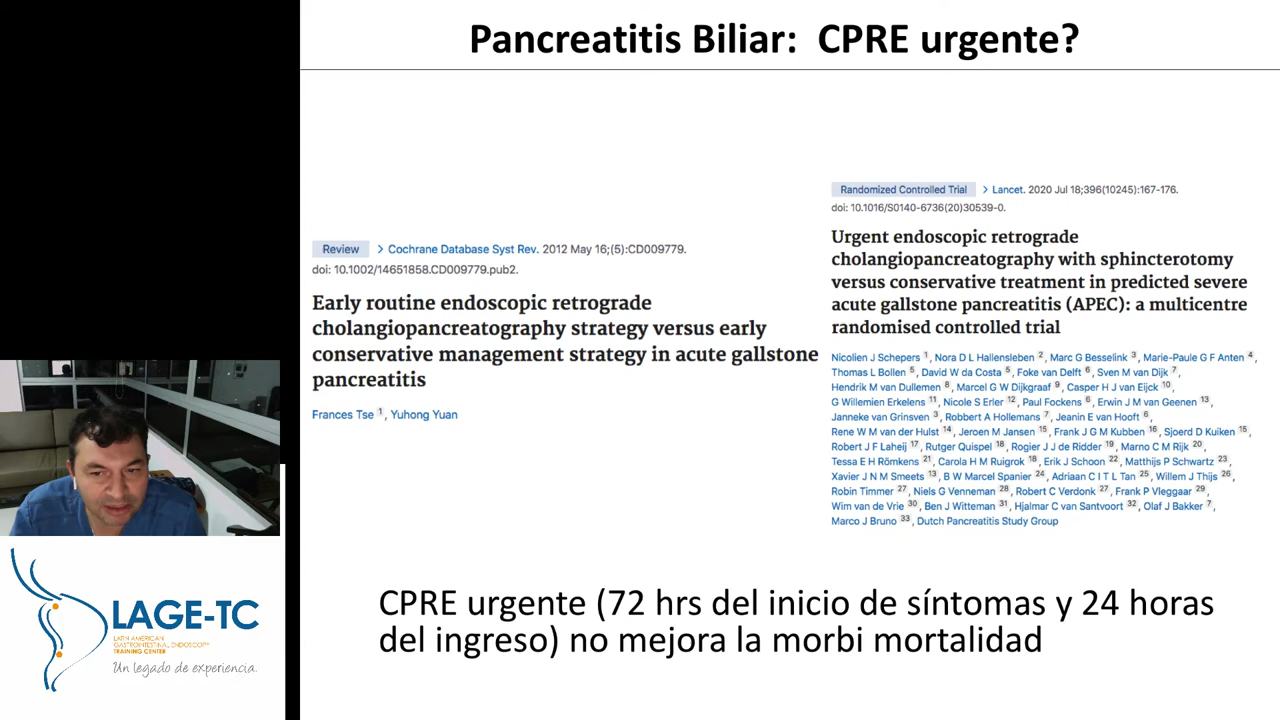 Pancreatitis Biliar: CPRE urgente?
Review > Cochrane Database Syst Rev. 2012 May 16;(5):CD009779.
doi: 10.1002/14651858.CD009779.pub2.
Early routine endoscopic retrograde
cholangiopancreatography strategy versus early
conservative management strategy in acute gallstone
pancreatitis
Frances Tse 1, Yuhong Yuan
Randomized Controlled Trial > Lancet. 2020 Jul 18;396(10245):167-176.
doi: 10.1016/S0140-6736(20)30539-0.
Urgent endoscopic retrograde
cholangiopancreatography with sphincterotomy
versus conservative treatment in predicted severe
acute gallstone pancreatitis (APEC): a multicentre
randomised controlled trial
Nicolien J Schepers 1, Nora D L Hallensleben 2, Marc G Besselink 3, Marie-Paule G F Anten 4,
Thomas L Bollen 5, David W da Costa 5, Foke van Delft 6, Sven M van Dijk 7,
Hendrik M van Dullemen 8, Marcel G W Dijkgraaf 9, Casper H J van Eijck 10,
G Willemien Erkelens 11, Nicole S Erler 12, Paul Fockens 6, Erwin J M van Geenen 13,
Janneke van Grinsven 3, Robbert A Hollemans 7, Jeanin E van Hooft 6,
Rene W M van der Hulst 14, Jeroen M Jansen 15, Frank J G M Kubben 16, Sjoerd D Kuiken 15,
Robert J F Laheij 17, Rutger Quispel 18, Rogier J J de Ridder 19, Marno C M Rijk 20,
Tessa E H Römkens 21, Carola H M Ruigrok 18, Erik J Schoon 22, Matthijs P Schwartz 23,
Xavier J N M Smeets 13, B W Marcel Spanier 24, Adriaan C I T L Tan 25, Willem J Thijs 26,
Robin Timmer 27, Niels G Venneman 28, Robert C Verdonk 27, Frank P Vleggaar 29,
Wim van de Vrie 30, Ben J Witteman 31, Hjalmar C van Santvoort 32, Olaf J Bakker 7,
Marco J Bruno 33, Dutch Pancreatitis Study Group
CPRE urgente (72 hrs del inicio de síntomas y 24 horas
del ingreso) no mejora la morbi mortalidad
LAGE-TC
LATIN AMERICAN
GASTROINTESTINAL ENDOSCOPY
TRAINING CENTER
Un legado de experiencia.